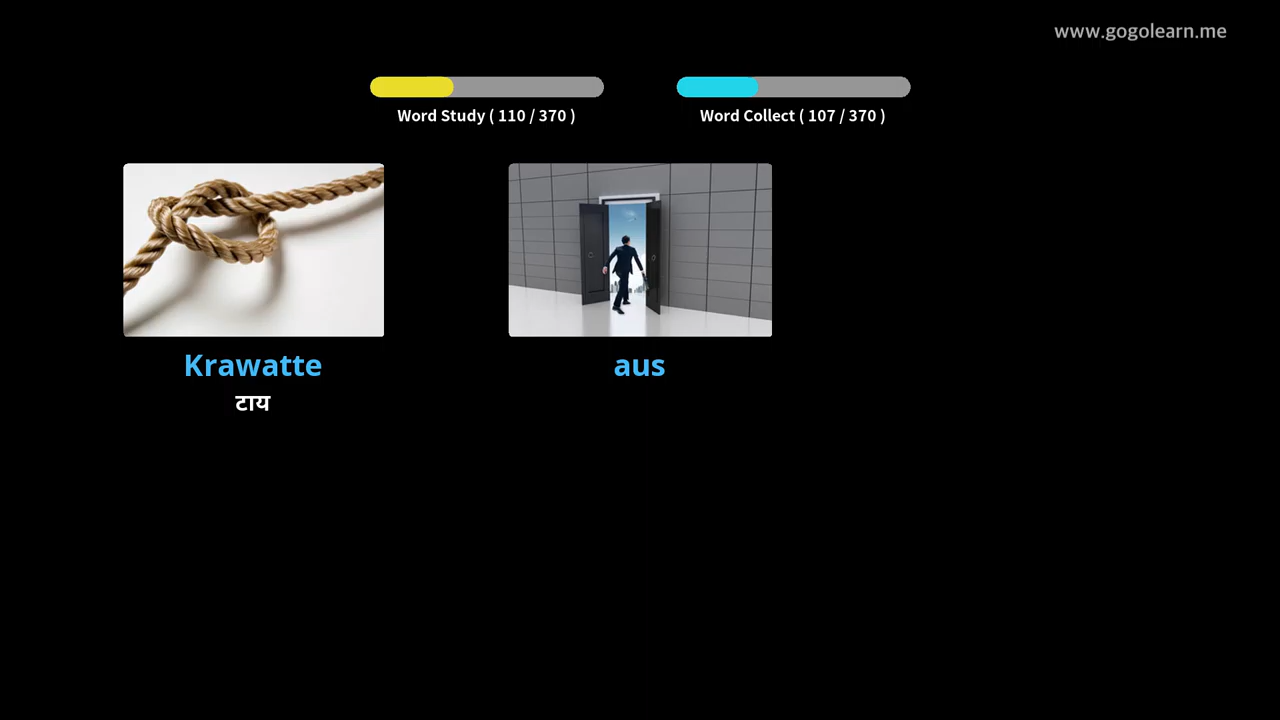 www.gogolearn.me
Word Study ( 110 / 370 )
Word Collect ( 107 / 370 )
Krawatte
aus
टाय